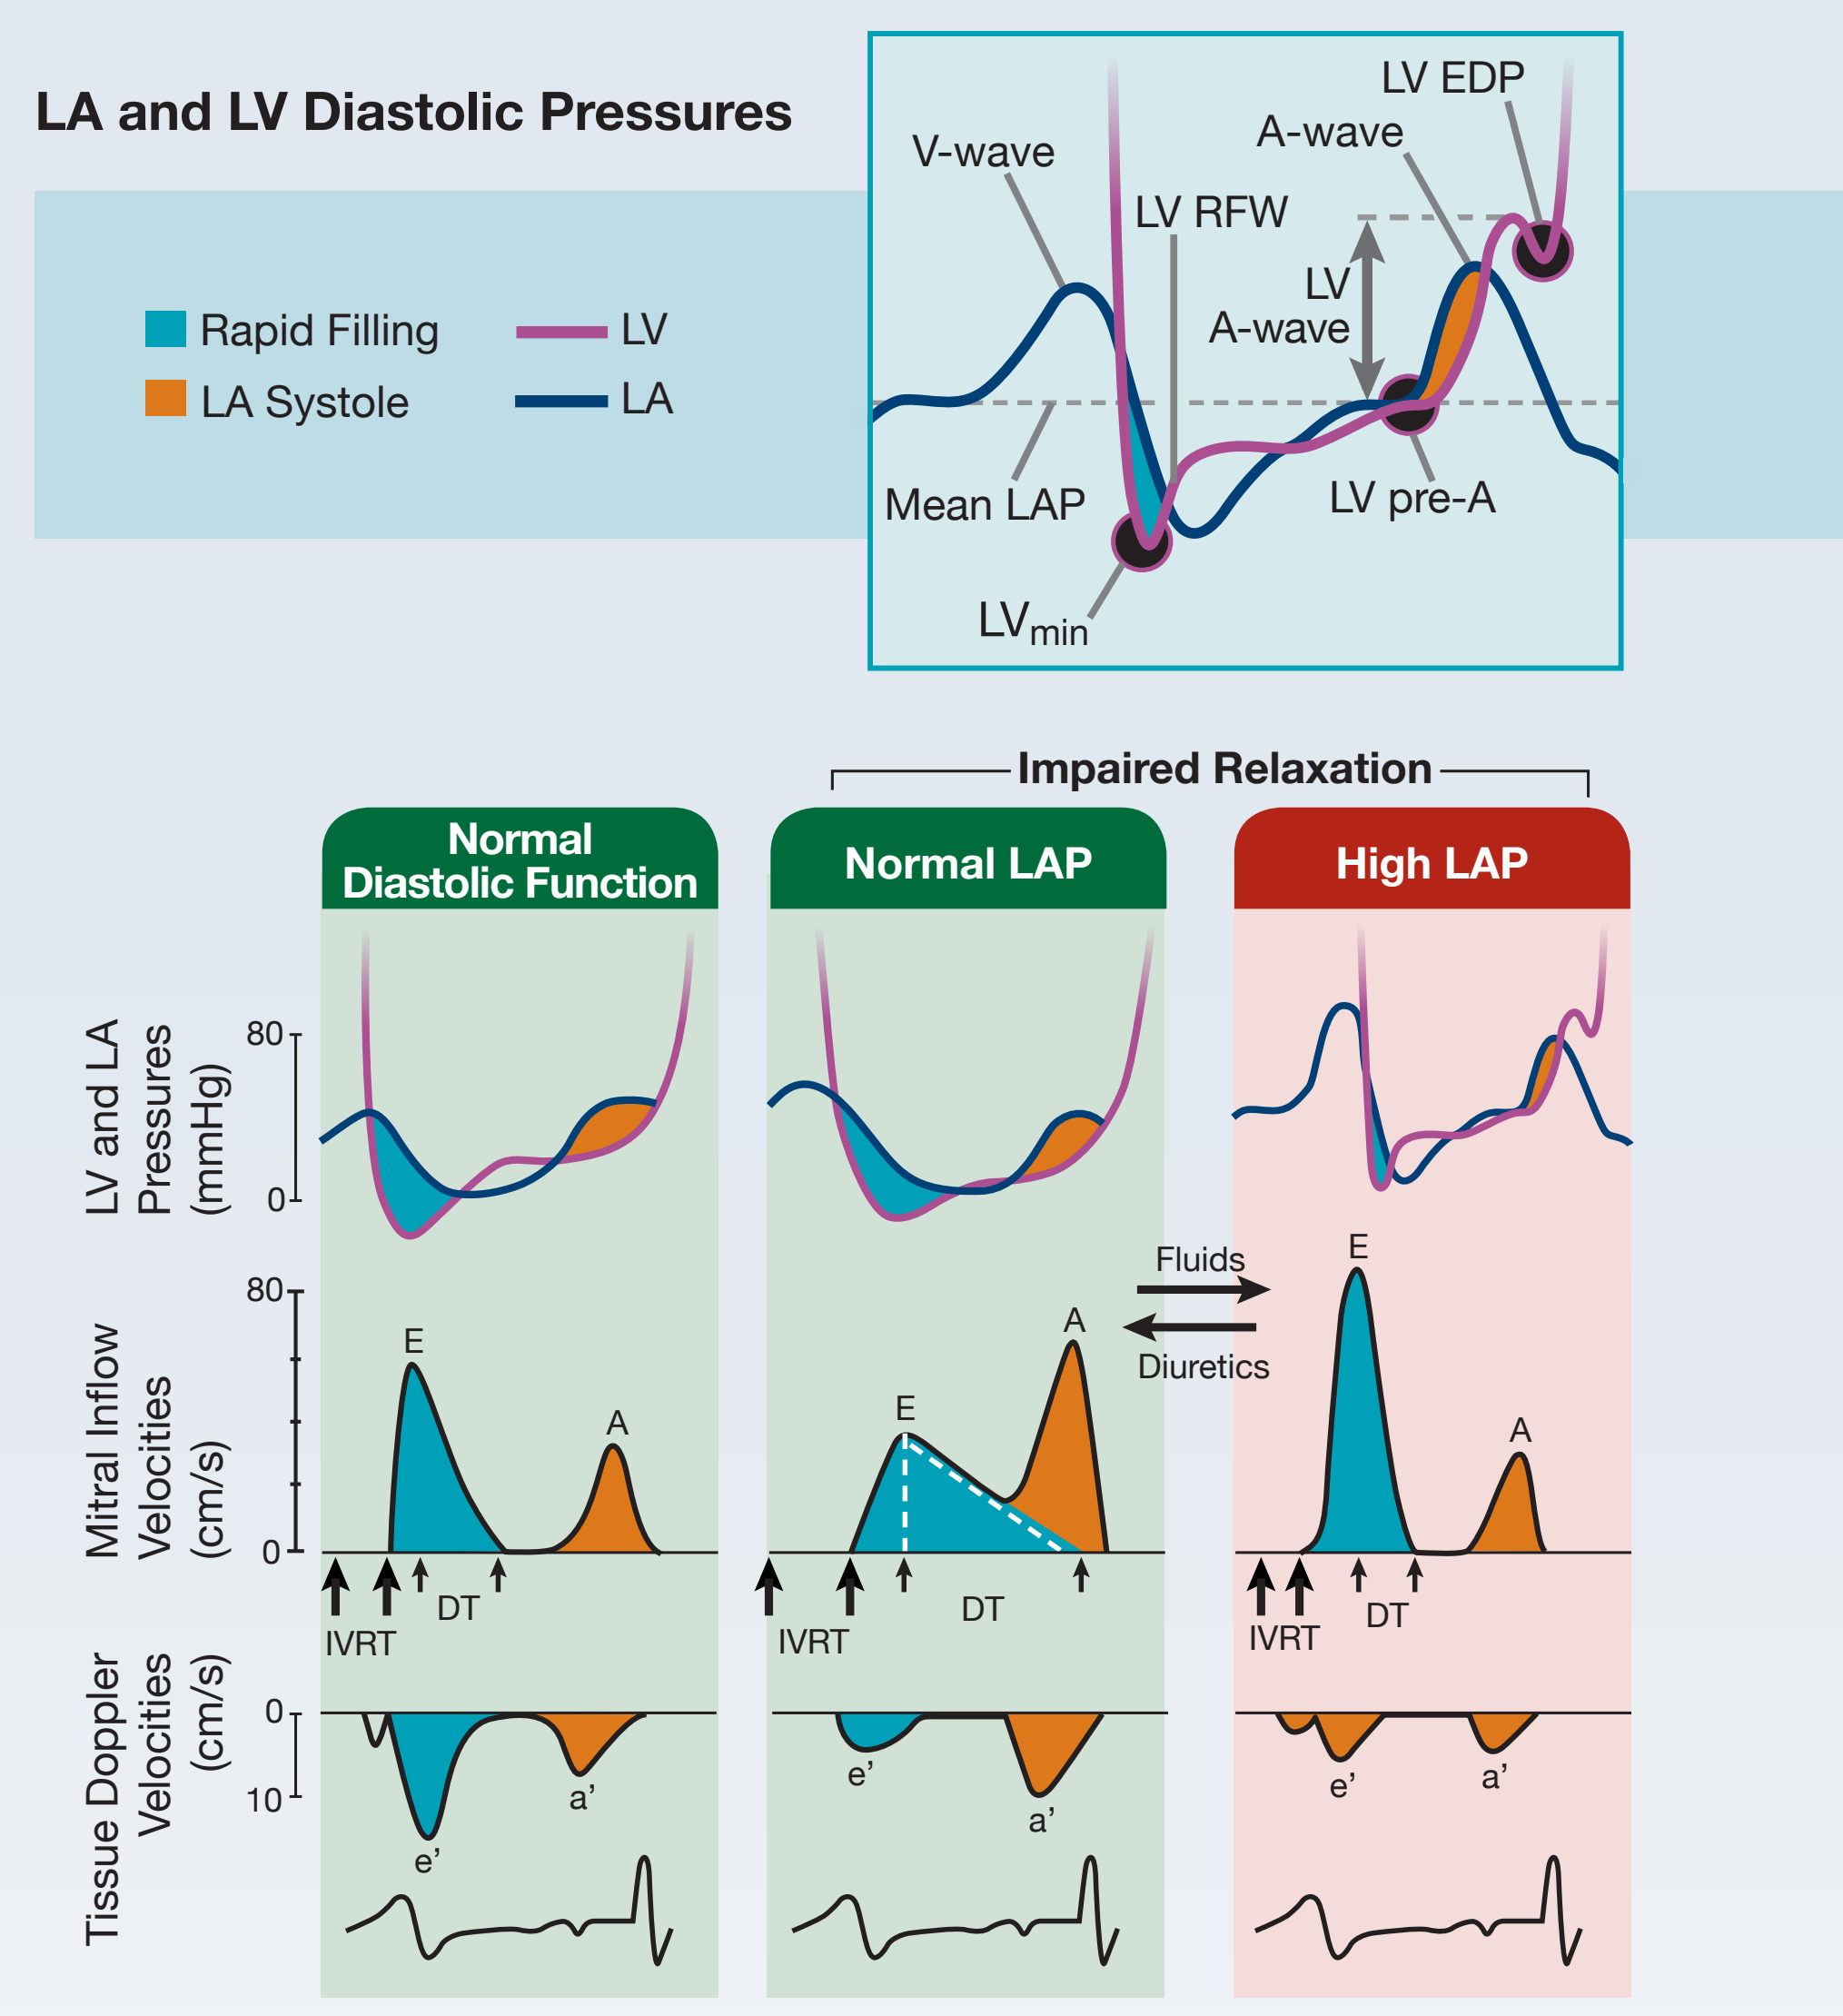 LA and LV Diastolic Pressures
Rapid Filling
LV
LA Systole
LA
V-wave
LV RFW
A-wave
LV EDP
LV
A-wave
Mean LAP
LV pre-A
LVmin
Impaired Relaxation
Normal
Diastolic Function
Normal LAP
High LAP
LV and LA
Pressures
(mmHg)
80
0
Fluids
Diuretics
Mitral Inflow
Velocities
(cm/s)
80
0
E
A
E
A
E
A
DT
IVRT
DT
IVRT
DT
IVRT
Tissue Doppler
Velocities
(cm/s)
0
10
e’
a’
e’
a’
e’
a’